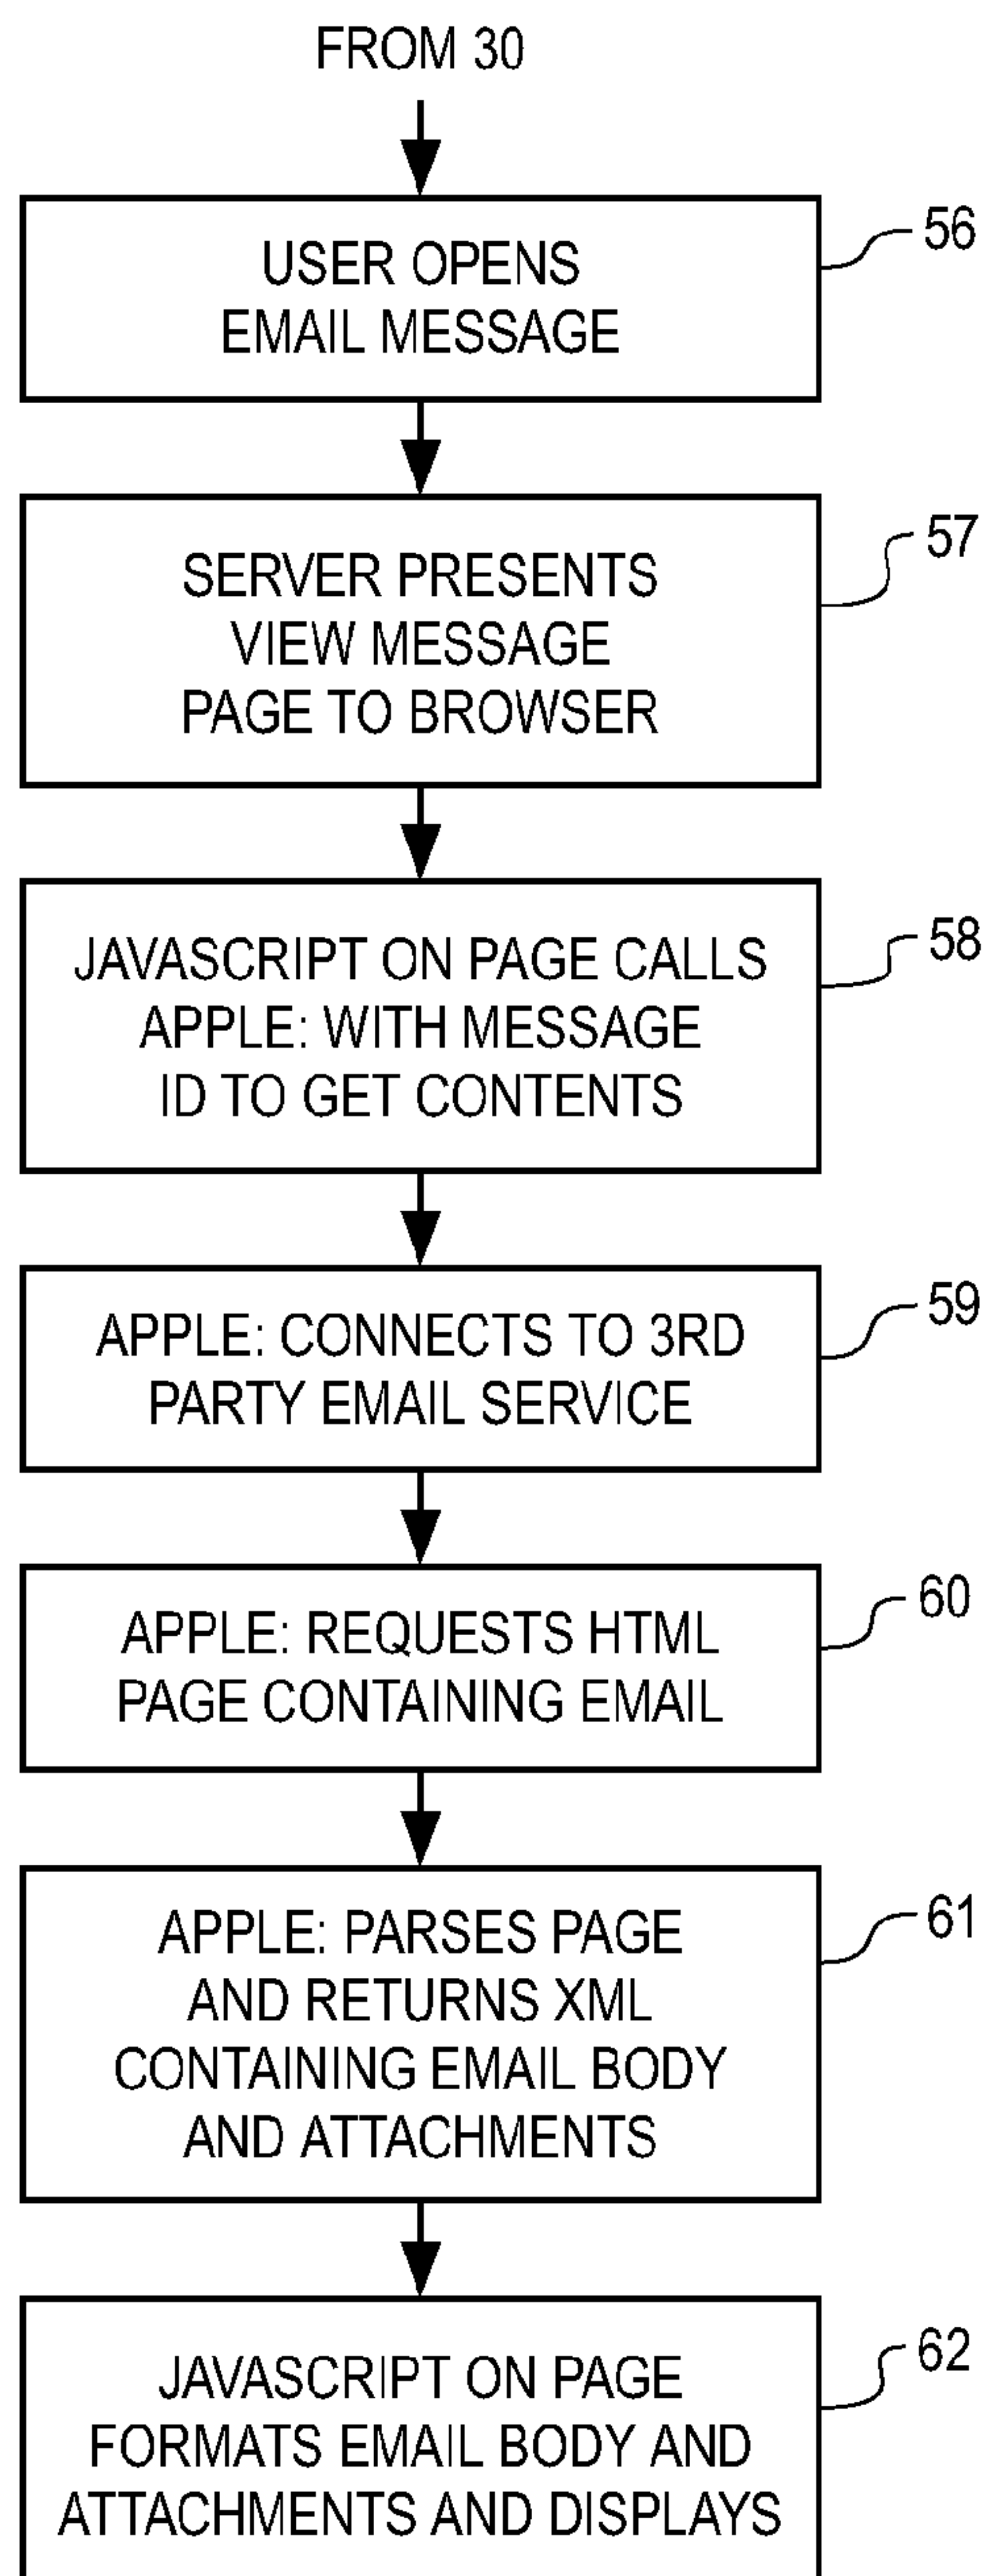 FROM 30
USER OPENS
EMAIL MESSAGE
56
SERVER PRESENTS
VIEW MESSAGE
PAGE TO BROWSER
57
JAVASCRIPT ON PAGE CALLS
APPLE: WITH MESSAGE
ID TO GET CONTENTS
58
APPLE: CONNECTS TO 3RD
PARTY EMAIL SERVICE
59
APPLE: REQUESTS HTML
PAGE CONTAINING EMAIL
60
APPLE: PARSES PAGE
AND RETURNS XML
CONTAINING EMAIL BODY
AND ATTACHMENTS
61
JAVASCRIPT ON PAGE
FORMATS EMAIL BODY AND
ATTACHMENTS AND DISPLAYS
62